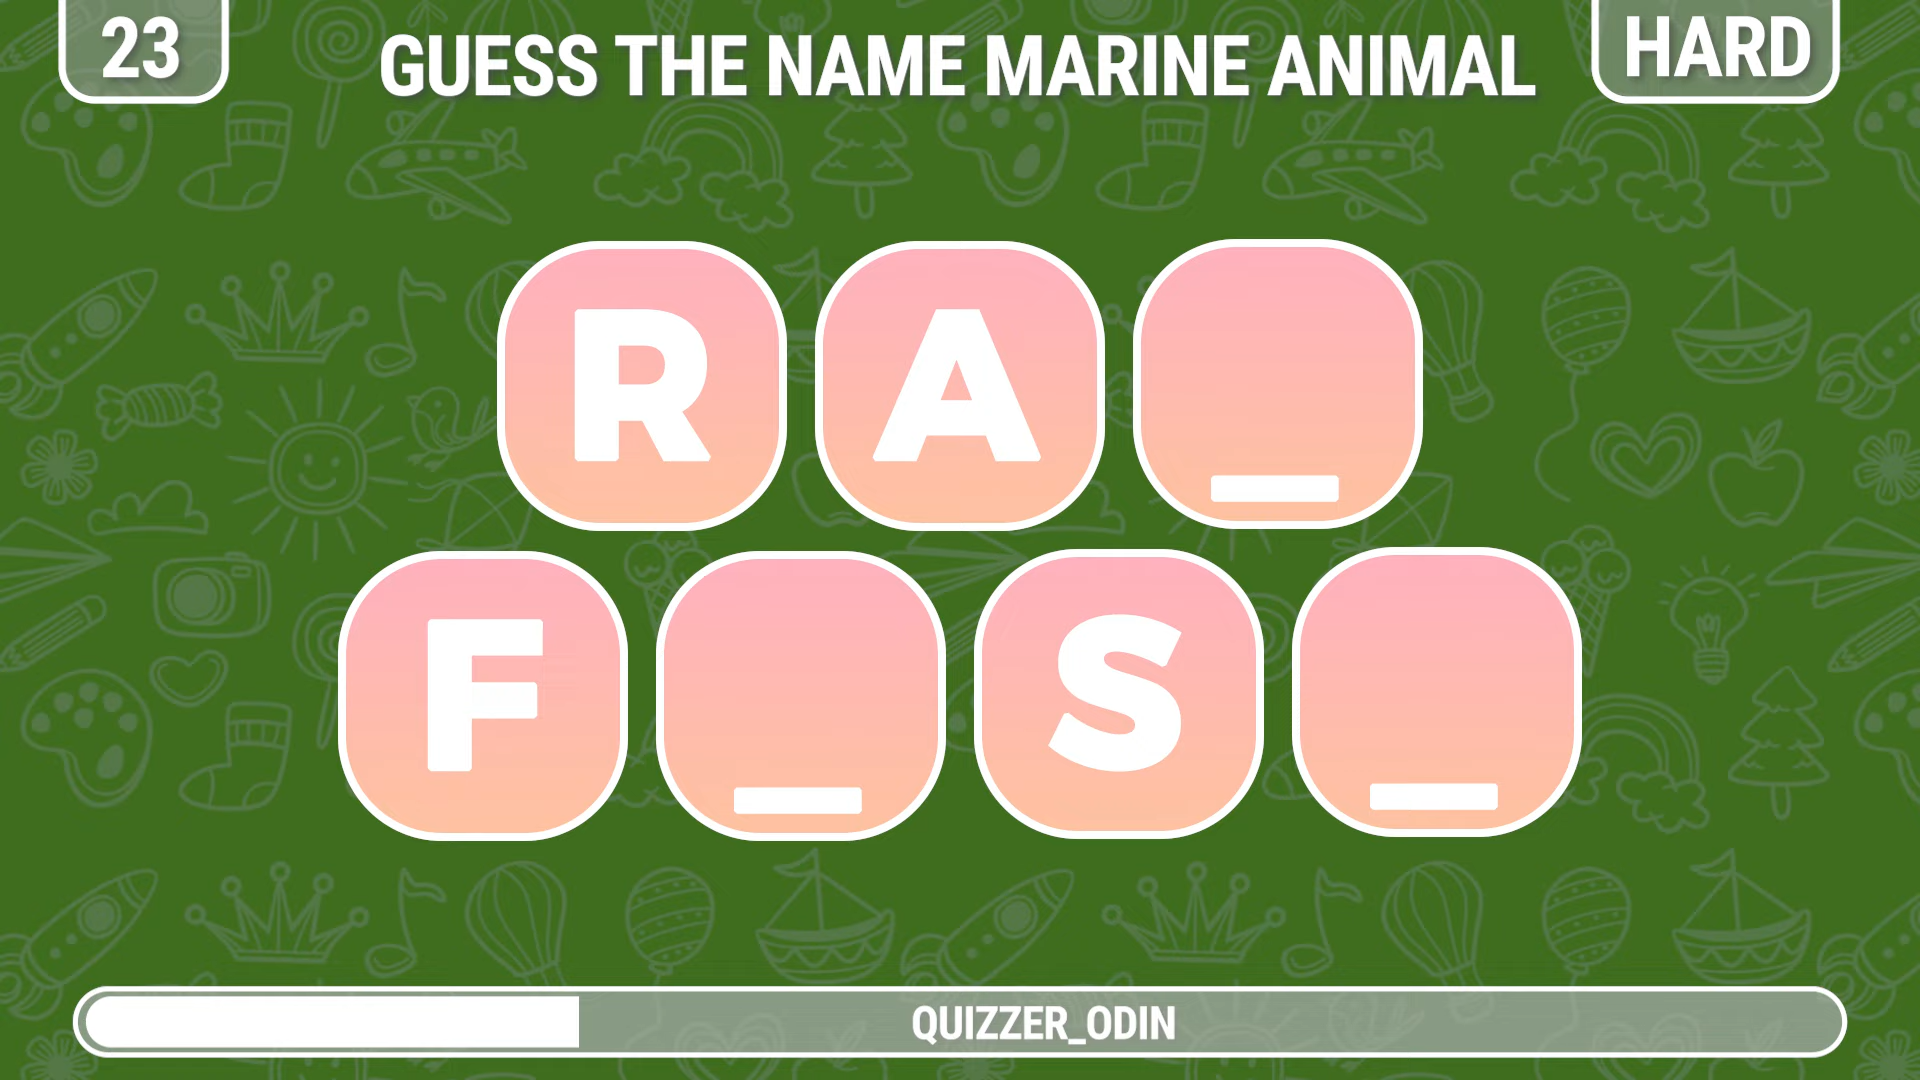 23
GUESS THE NAME MARINE ANIMAL
HARD
R A _
F _ S _
QUIZZER_ODIN